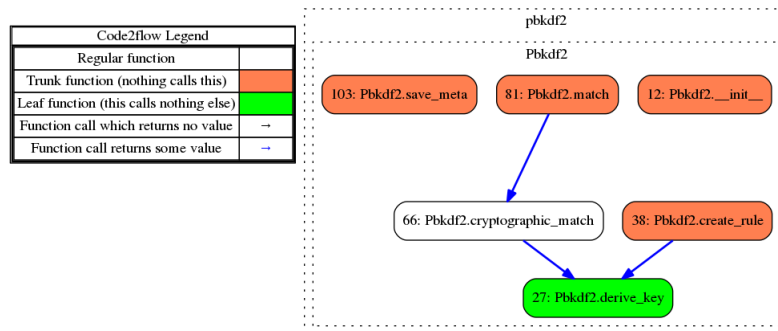 Code2flow Legend
Regular function
Trunk function (nothing calls this)
Leaf function (this calls nothing else)
Function call which returns no value →
Function call returns some value →
pbkdf2
Pbkdf2
103: Pbkdf2.save_meta
81: Pbkdf2.match
12: Pbkdf2.__init__
66: Pbkdf2.cryptographic_match
38: Pbkdf2.create_rule
27: Pbkdf2.derive_key